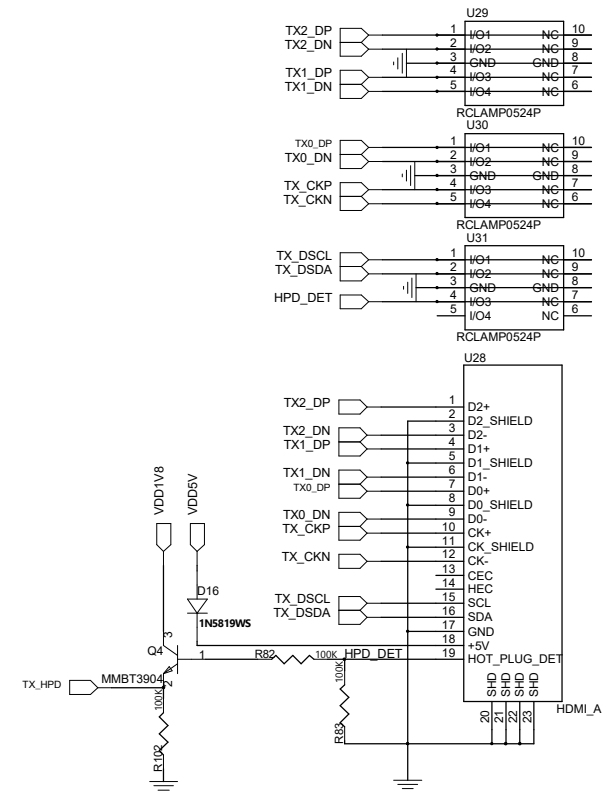 U29
TX2_DP 1 I/O1 NC 10
TX2_DN 2 I/O2 NC 9
3 GND GND 8
TX1_DP 4 I/O3 NC 7
TX1_DN 5 I/O4 NC 6
RCLAMP0524P
U30
TX0_DP 1 I/O1 NC 10
TX0_DN 2 I/O2 NC 9
3 GND GND 8
TX_CKP 4 I/O3 NC 7
TX_CKN 5 I/O4 NC 6
RCLAMP0524P
U31
TX_DSCL 1 I/O1 NC 10
TX_DSDA 2 I/O2 NC 9
3 GND GND 8
HPD_DET 4 I/O3 NC 7
5 I/O4 NC 6
RCLAMP0524P
U28
TX2_DP 1 D2+
2 D2_SHIELD
TX2_DN 3 D2-
TX1_DP 4 D1+
5 D1_SHIELD
TX1_DN 6 D1-
TX0_DP 7 D0+
8 D0_SHIELD
TX0_DN 9 D0-
TX_CKP 10 CK+
11 CK_SHIELD
TX_CKN 12 CK-
13 CEC
14 HEC
TX_DSCL 15 SCL
TX_DSDA 16 SDA
17 GND
18 +5V
19 HOT_PLUG_DET
VDD1V8
VDD5V
D16
1N5819WS
3
Q4
1
R82 100K HPD_DET
MMBT3904
2
TX_HPD
100K
R102
100K
R83
SHD SHD SHD SHD
20 21 22 23
HDMI_A